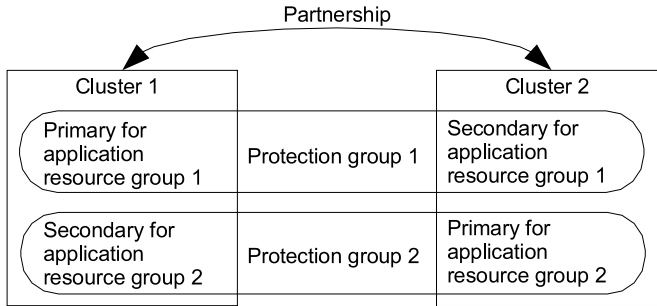 Partnership
Cluster 1
Cluster 2
Primary for
application
resource group 1
Protection group 1
Secondary for
application
resource group 1
Secondary for
application
resource group 2
Protection group 2
Primary for
application
resource group 2